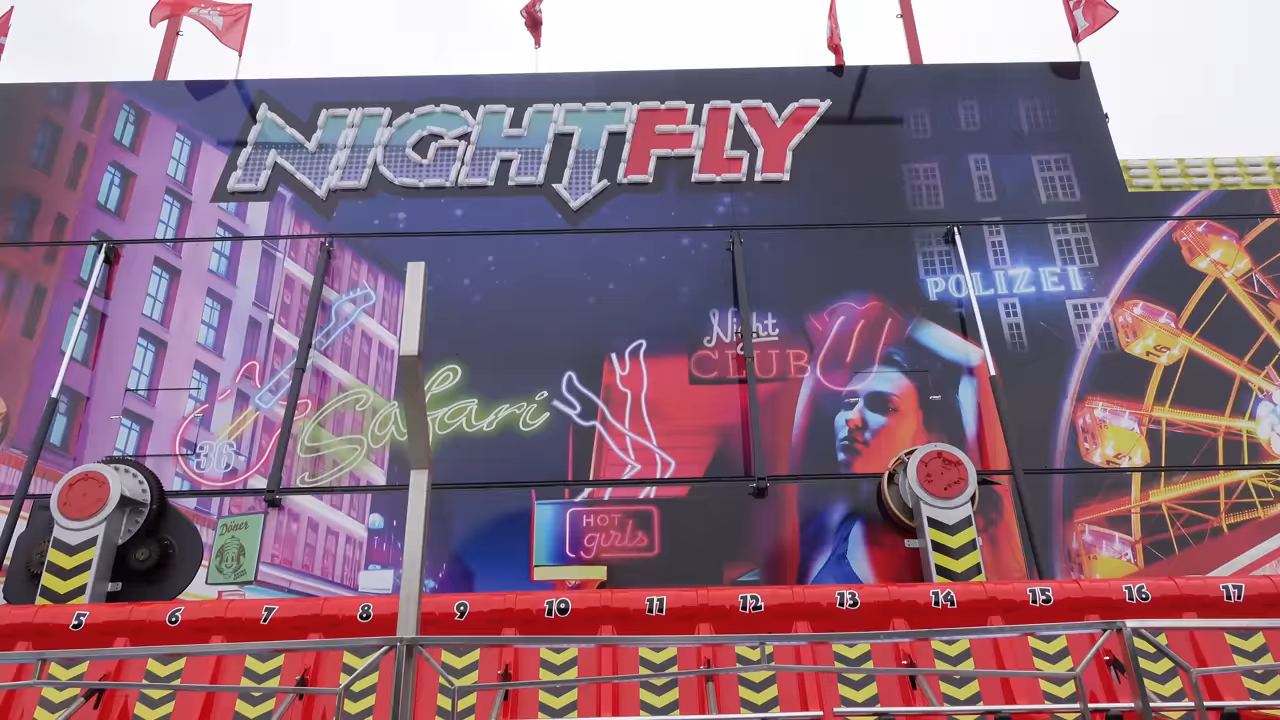 NIGHTFLY
POLIZEI
Night
CLUB
Safari
36
HOT
girls
Döner
16
5 6 7 8 9 10 11 12 13 14 15 16 17